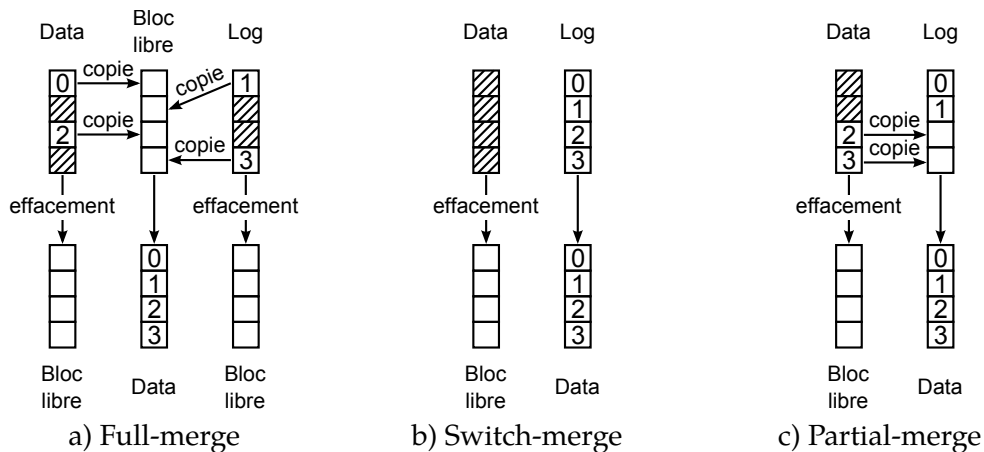 Data
Bloc
libre
Log
0
copie
copie
1
2
copie
copie
3
effacement
effacement
0
1
2
3
Bloc
libre
Data
Bloc
libre
a) Full-merge
Data
Log
0
1
2
3
effacement
0
1
2
3
Bloc
libre
Data
b) Switch-merge
Data
Log
0
1
2
copie
3
copie
effacement
0
1
2
3
Bloc
libre
Data
c) Partial-merge